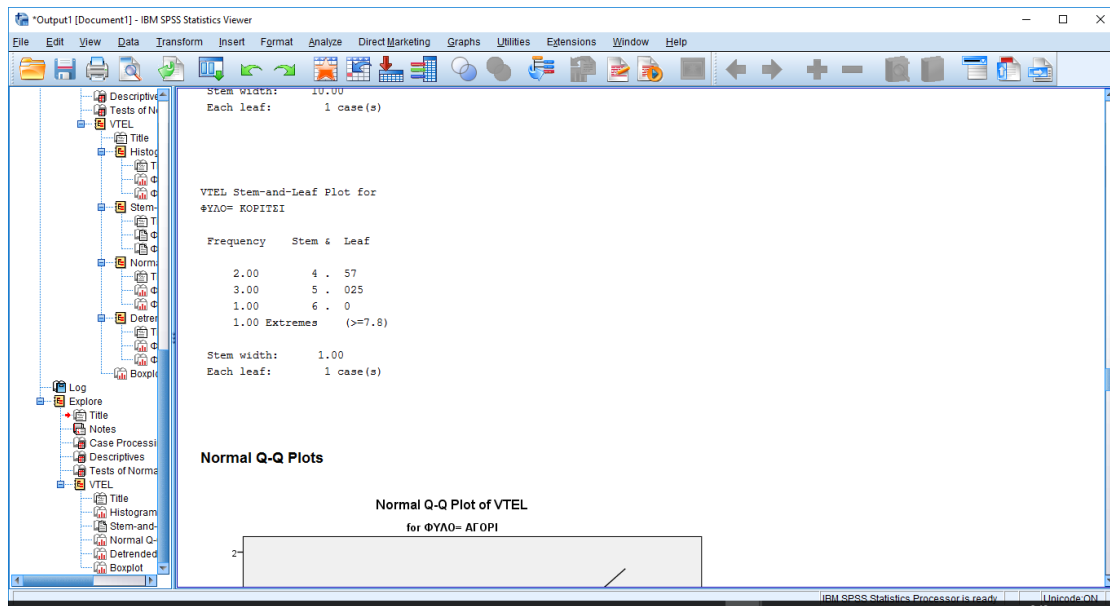 *Output1 [Document1] - IBM SPSS Statistics Viewer
File Edit View Data Transform Insert Format Analyze Direct Marketing Graphs Utilities Extensions Window Help
Descriptive
Tests of N
VTEL
Title
Histog
T
Φ
Φ
Stem-
T
Φ
Φ
Norma
T
Φ
Φ
Detrer
T
Φ
Φ
Boxplo
Log
Explore
Title
Notes
Case Processi
Descriptives
Tests of Norma
VTEL
Title
Histogram
Stem-and-
Normal Q-
Detrended
Boxplot
Stem width: 10.00
Each leaf: 1 case(s)
VTEL Stem-and-Leaf Plot for
ΦΥΛΟ= ΚΟΡΙΤΣΙ
Frequency Stem & Leaf
2.00 4 . 57
3.00 5 . 025
1.00 6 . 0
1.00 Extremes (>=7.8)
Stem width: 1.00
Each leaf: 1 case(s)
Normal Q-Q Plots
Normal Q-Q Plot of VTEL
for ΦΥΛΟ= ΑΓΟΡΙ
2
IBM SPSS Statistics Processor is ready Unicode:ON